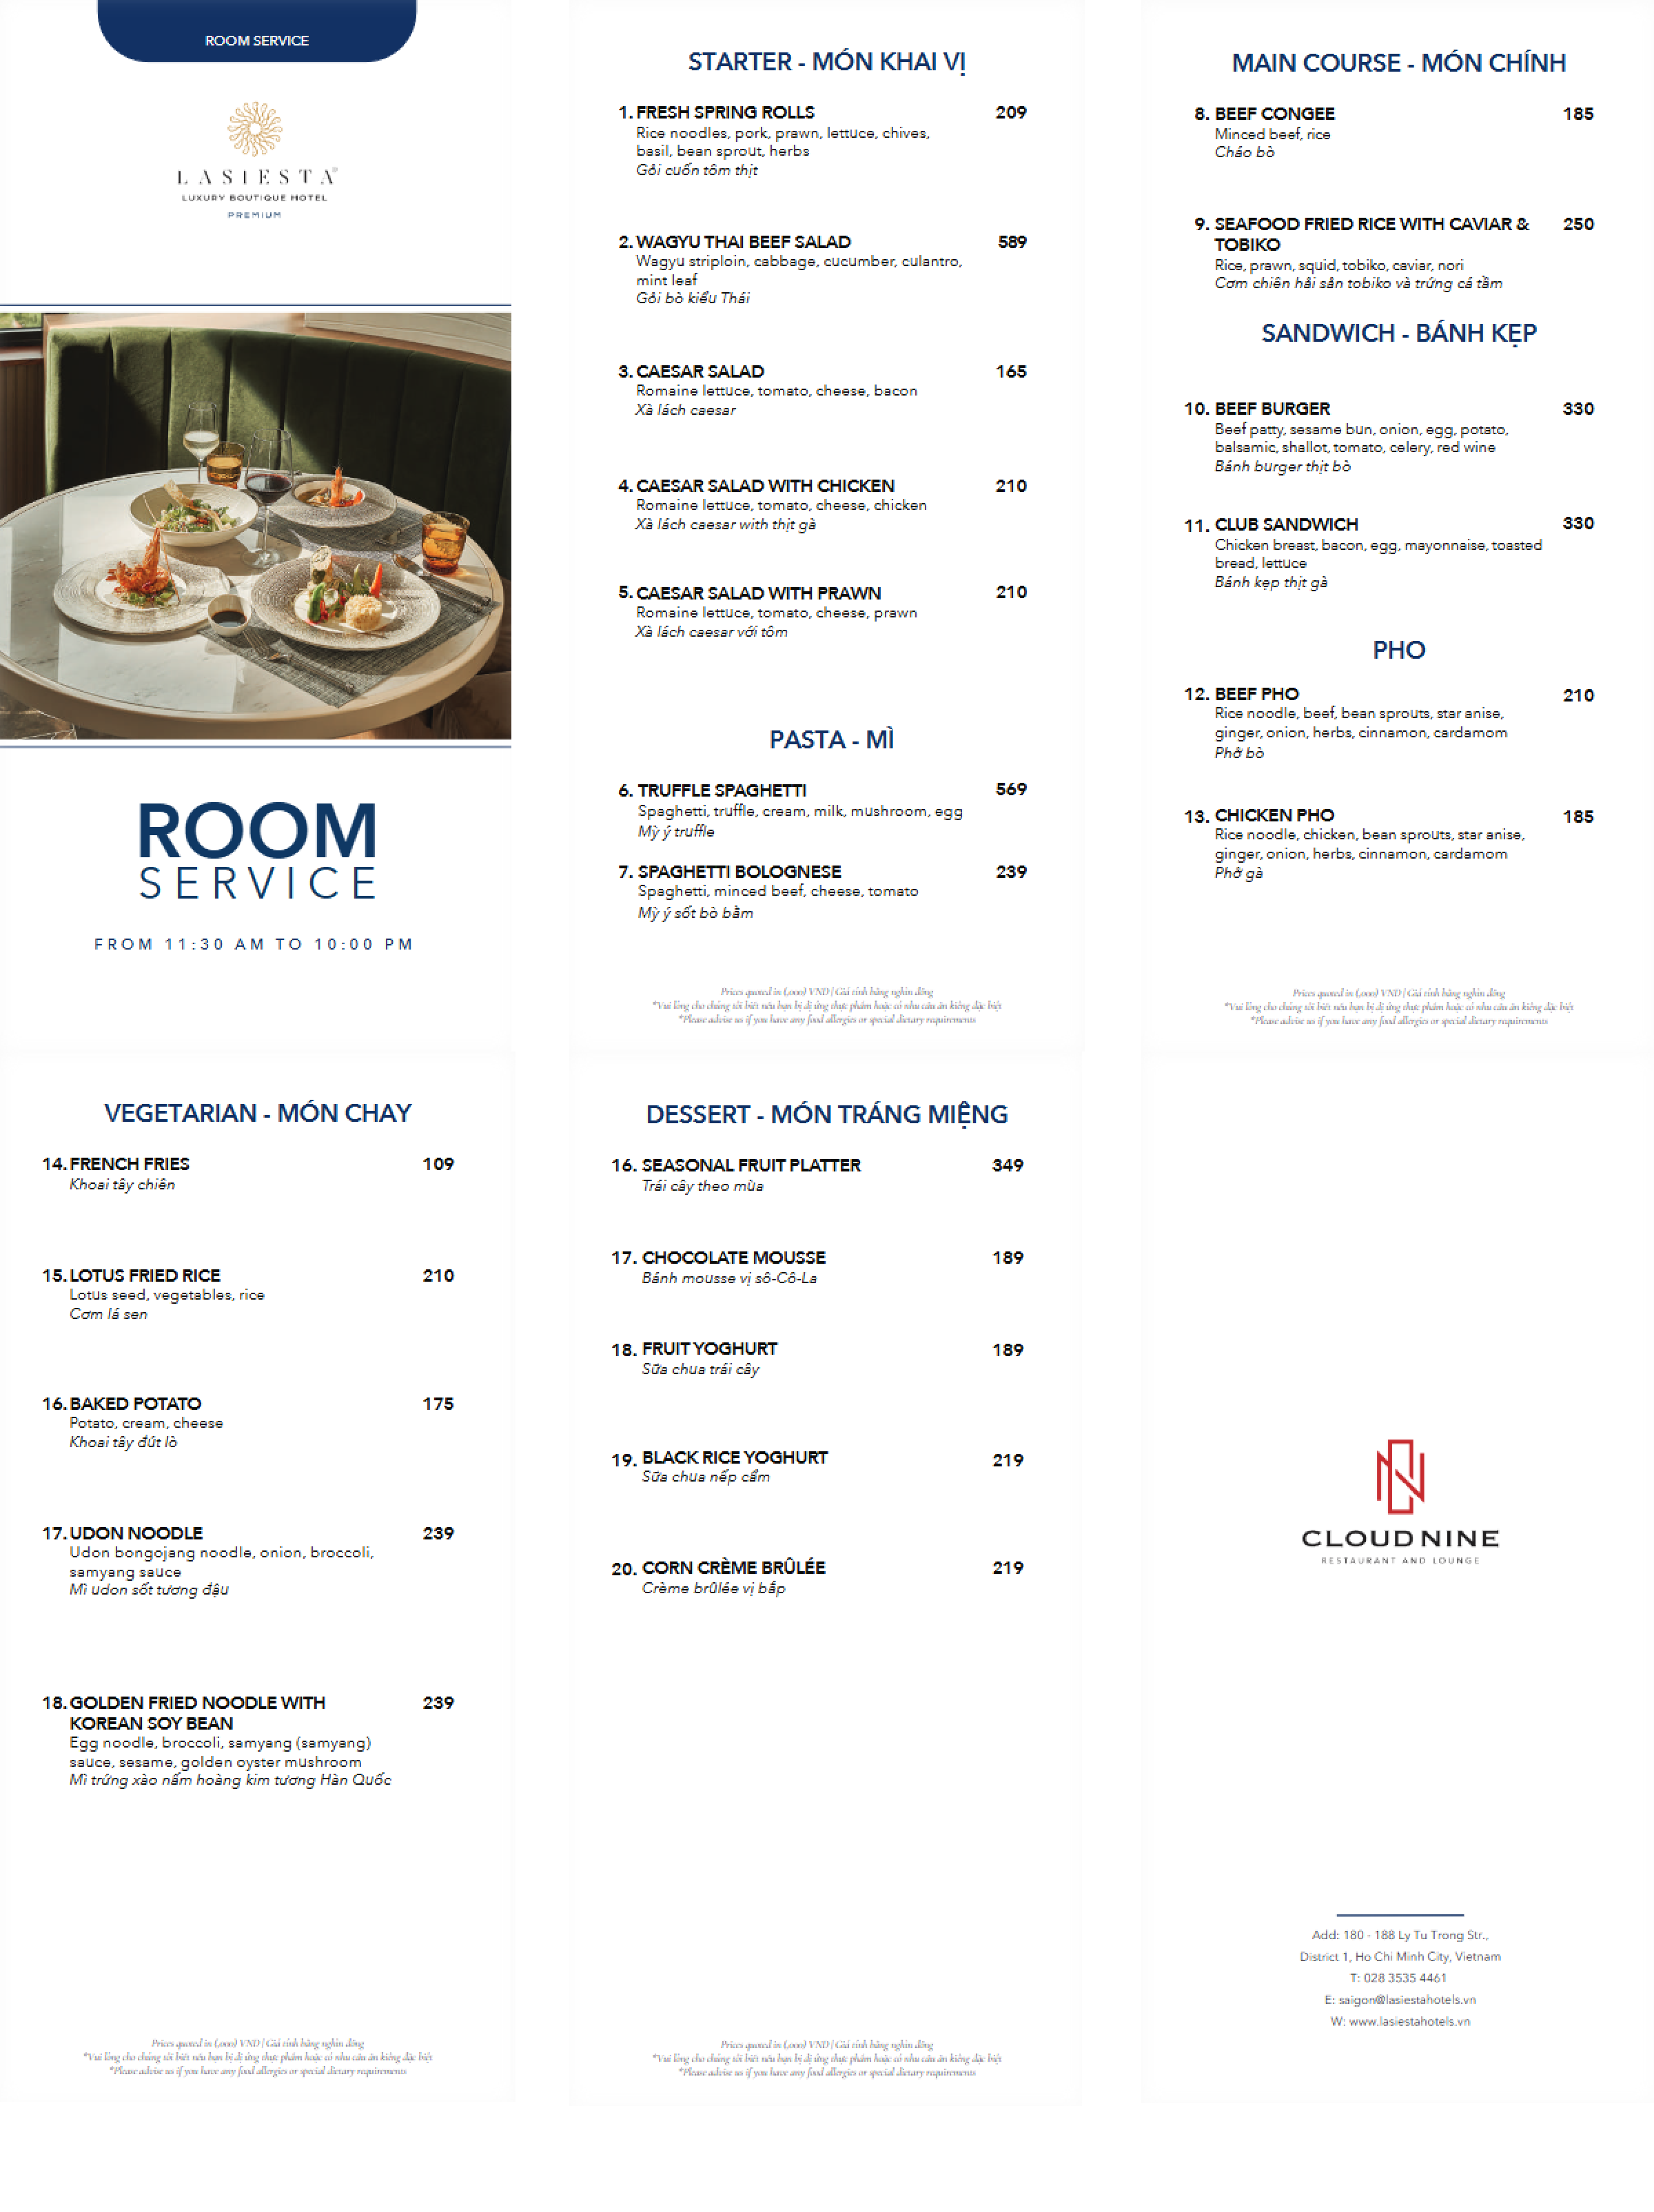 ROOM SERVICE
LASIESTA
LUXURY BOUTIQUE HOTEL
PREMIUM
ROOM
SERVICE
FROM 11:30 AM TO 10:00 PM
STARTER - MÓN KHAI VỊ
1. FRESH SPRING ROLLS 209
Rice noodles, pork, prawn, lettuce, chives,
basil, bean sprout, herbs
Gỏi cuốn tôm thịt
2. WAGYU THAI BEEF SALAD 589
Wagyu striploin, cabbage, cucumber, culantro,
mint leaf
Gỏi bò kiểu Thái
3. CAESAR SALAD 165
Romaine lettuce, tomato, cheese, bacon
Xà lách caesar
4. CAESAR SALAD WITH CHICKEN 210
Romaine lettuce, tomato, cheese, chicken
Xà lách caesar with thịt gà
5. CAESAR SALAD WITH PRAWN 210
Romaine lettuce, tomato, cheese, prawn
Xà lách caesar với tôm
PASTA - MÌ
6. TRUFFLE SPAGHETTI 569
Spaghetti, truffle, cream, milk, mushroom, egg
Mỳ ý truffle
7. SPAGHETTI BOLOGNESE 239
Spaghetti, minced beef, cheese, tomato
Mỳ ý sốt bò bằm
Prices quoted in (,000) VND | Giá tính bằng nghìn đồng
*Vui lòng cho chúng tôi biết nếu bạn bị dị ứng thực phẩm hoặc có nhu cầu ăn kiêng đặc biệt
*Please advise us if you have any food allergies or special dietary requirements
MAIN COURSE - MÓN CHÍNH
8. BEEF CONGEE 185
Minced beef, rice
Cháo bò
9. SEAFOOD FRIED RICE WITH CAVIAR & 250
TOBIKO
Rice, prawn, squid, tobiko, caviar, nori
Cơm chiên hải sản tobiko và trứng cá tầm
SANDWICH - BÁNH KẸP
10. BEEF BURGER 330
Beef patty, sesame bun, onion, egg, potato,
balsamic, shallot, tomato, celery, red wine
Bánh burger thịt bò
11. CLUB SANDWICH 330
Chicken breast, bacon, egg, mayonnaise, toasted
bread, lettuce
Bánh kẹp thịt gà
PHO
12. BEEF PHO 210
Rice noodle, beef, bean sprouts, star anise,
ginger, onion, herbs, cinnamon, cardamom
Phở bò
13. CHICKEN PHO 185
Rice noodle, chicken, bean sprouts, star anise,
ginger, onion, herbs, cinnamon, cardamom
Phở gà
Prices quoted in (,000) VND | Giá tính bằng nghìn đồng
*Vui lòng cho chúng tôi biết nếu bạn bị dị ứng thực phẩm hoặc có nhu cầu ăn kiêng đặc biệt
*Please advise us if you have any food allergies or special dietary requirements
VEGETARIAN - MÓN CHAY
14. FRENCH FRIES 109
Khoai tây chiên
15. LOTUS FRIED RICE 210
Lotus seed, vegetables, rice
Cơm lá sen
16. BAKED POTATO 175
Potato, cream, cheese
Khoai tây đút lò
17. UDON NOODLE 239
Udon bongojang noodle, onion, broccoli,
samyang sauce
Mì udon sốt tương đậu
18. GOLDEN FRIED NOODLE WITH 239
KOREAN SOY BEAN
Egg noodle, broccoli, samyang (samyang)
sauce, sesame, golden oyster mushroom
Mì trứng xào nấm hoàng kim tương Hàn Quốc
Prices quoted in (,000) VND | Giá tính bằng nghìn đồng
*Vui lòng cho chúng tôi biết nếu bạn bị dị ứng thực phẩm hoặc có nhu cầu ăn kiêng đặc biệt
*Please advise us if you have any food allergies or special dietary requirements
DESSERT - MÓN TRÁNG MIỆNG
16. SEASONAL FRUIT PLATTER 349
Trái cây theo mùa
17. CHOCOLATE MOUSSE 189
Bánh mousse vị sô-Cô-La
18. FRUIT YOGHURT 189
Sữa chua trái cây
19. BLACK RICE YOGHURT 219
Sữa chua nếp cẩm
20. CORN CRÈME BRÛLÉE 219
Crème brûlée vị bắp
Prices quoted in (,000) VND | Giá tính bằng nghìn đồng
*Vui lòng cho chúng tôi biết nếu bạn bị dị ứng thực phẩm hoặc có nhu cầu ăn kiêng đặc biệt
*Please advise us if you have any food allergies or special dietary requirements
CLOUD NINE
RESTAURANT AND LOUNGE
Add: 180 - 188 Ly Tu Trong Str.,
District 1, Ho Chi Minh City, Vietnam
T: 028 3535 4461
E: saigon@lasiestahotels.vn
W: www.lasiestahotels.vn